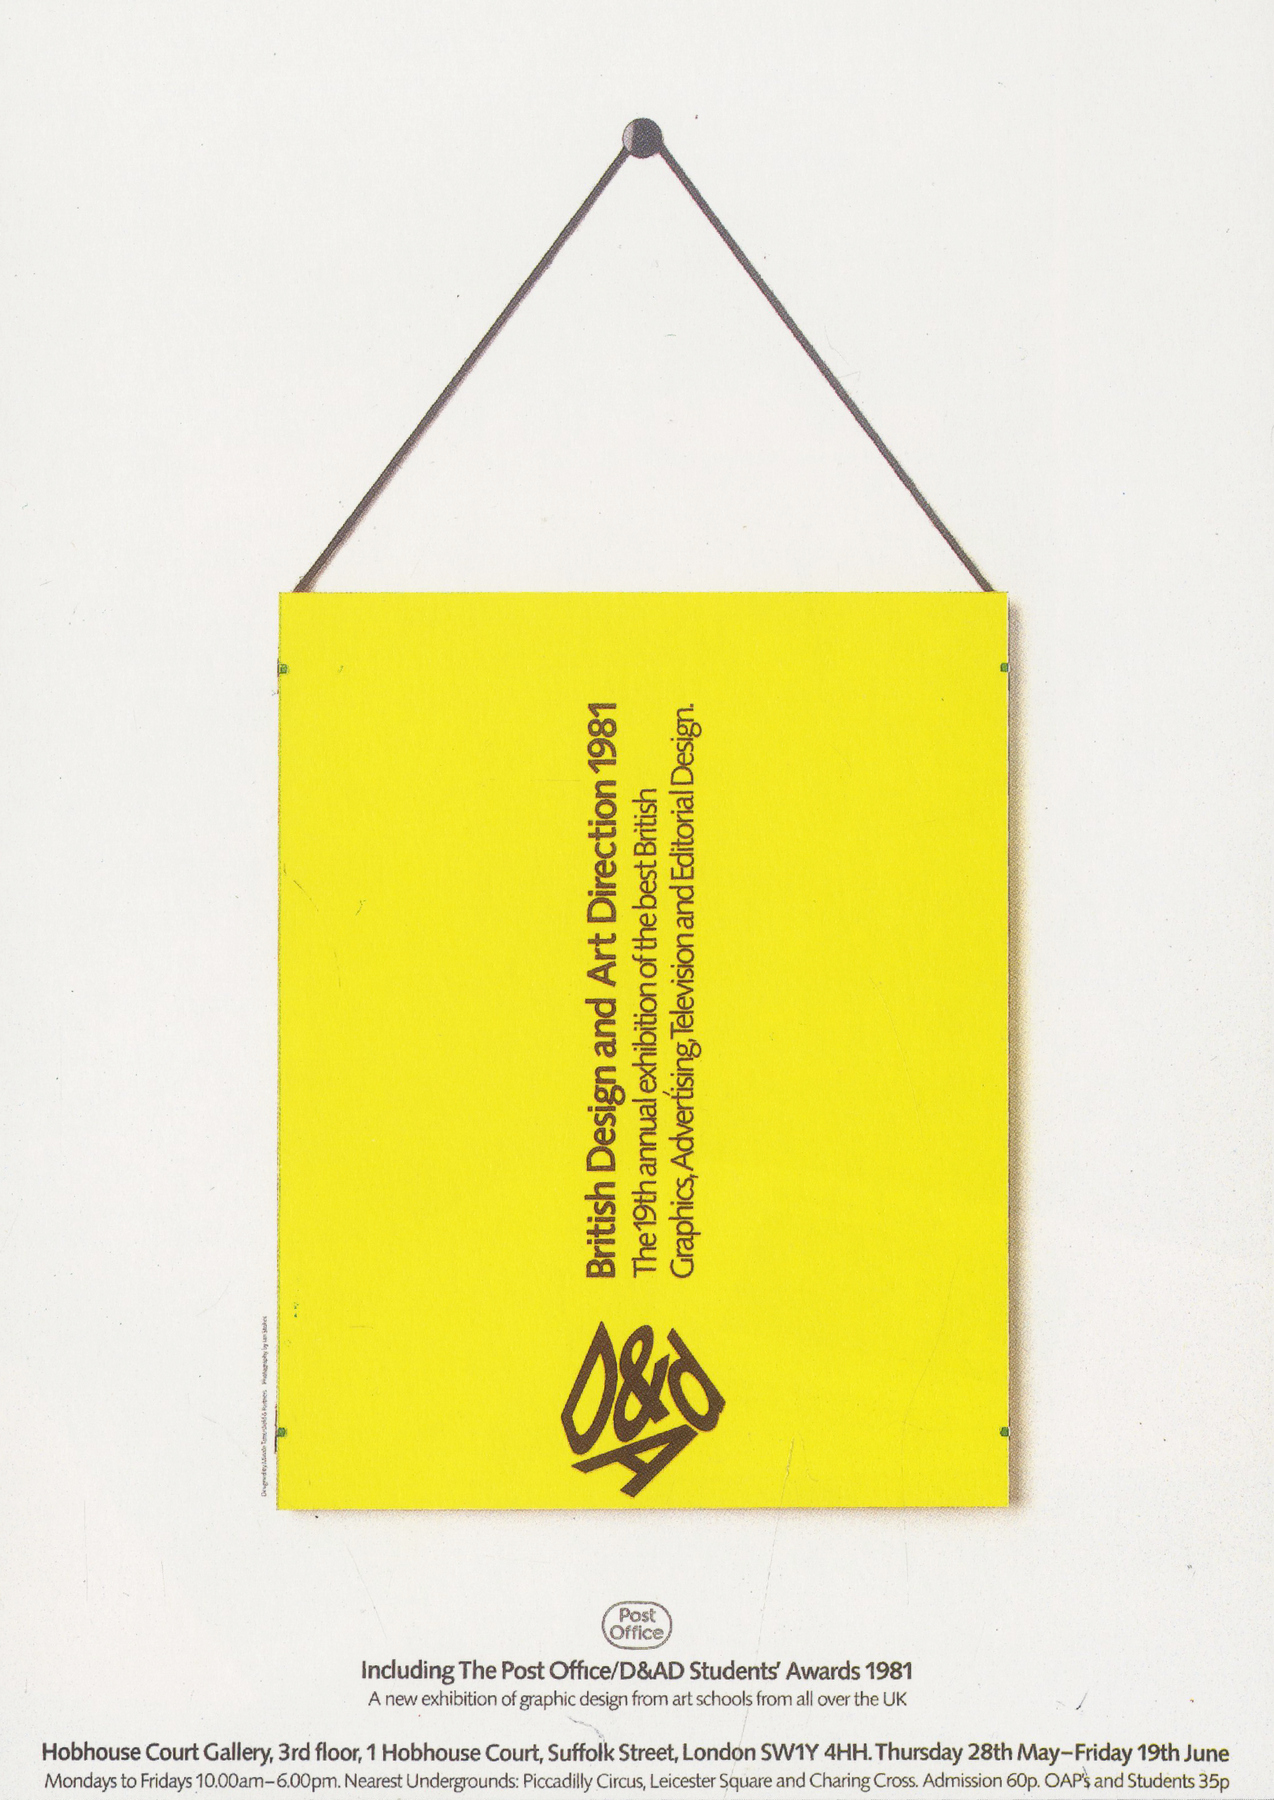 British Design and Art Direction 1981
The 19th annual exhibition of the best British
Graphics, Advertising, Television and Editorial Design.
D&AD
Post
Office
Including The Post Office/D&AD Students' Awards 1981
A new exhibition of graphic design from art schools from all over the UK
Hobhouse Court Gallery, 3rd floor, 1 Hobhouse Court, Suffolk Street, London SW1Y 4HH. Thursday 28th May–Friday 19th June
Mondays to Fridays 10.00am–6.00pm. Nearest Undergrounds: Piccadilly Circus, Leicester Square and Charing Cross. Admission 60p. OAP's and Students 35p